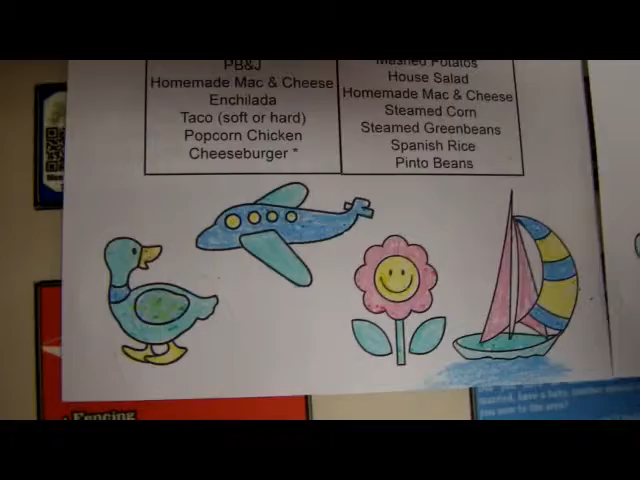 PB&J
Homemade Mac & Cheese
Enchilada
Taco (soft or hard)
Popcorn Chicken
Cheeseburger *
Mashed Potatos
House Salad
Homemade Mac & Cheese
Steamed Corn
Steamed Greenbeans
Spanish Rice
Pinto Beans
Fencing